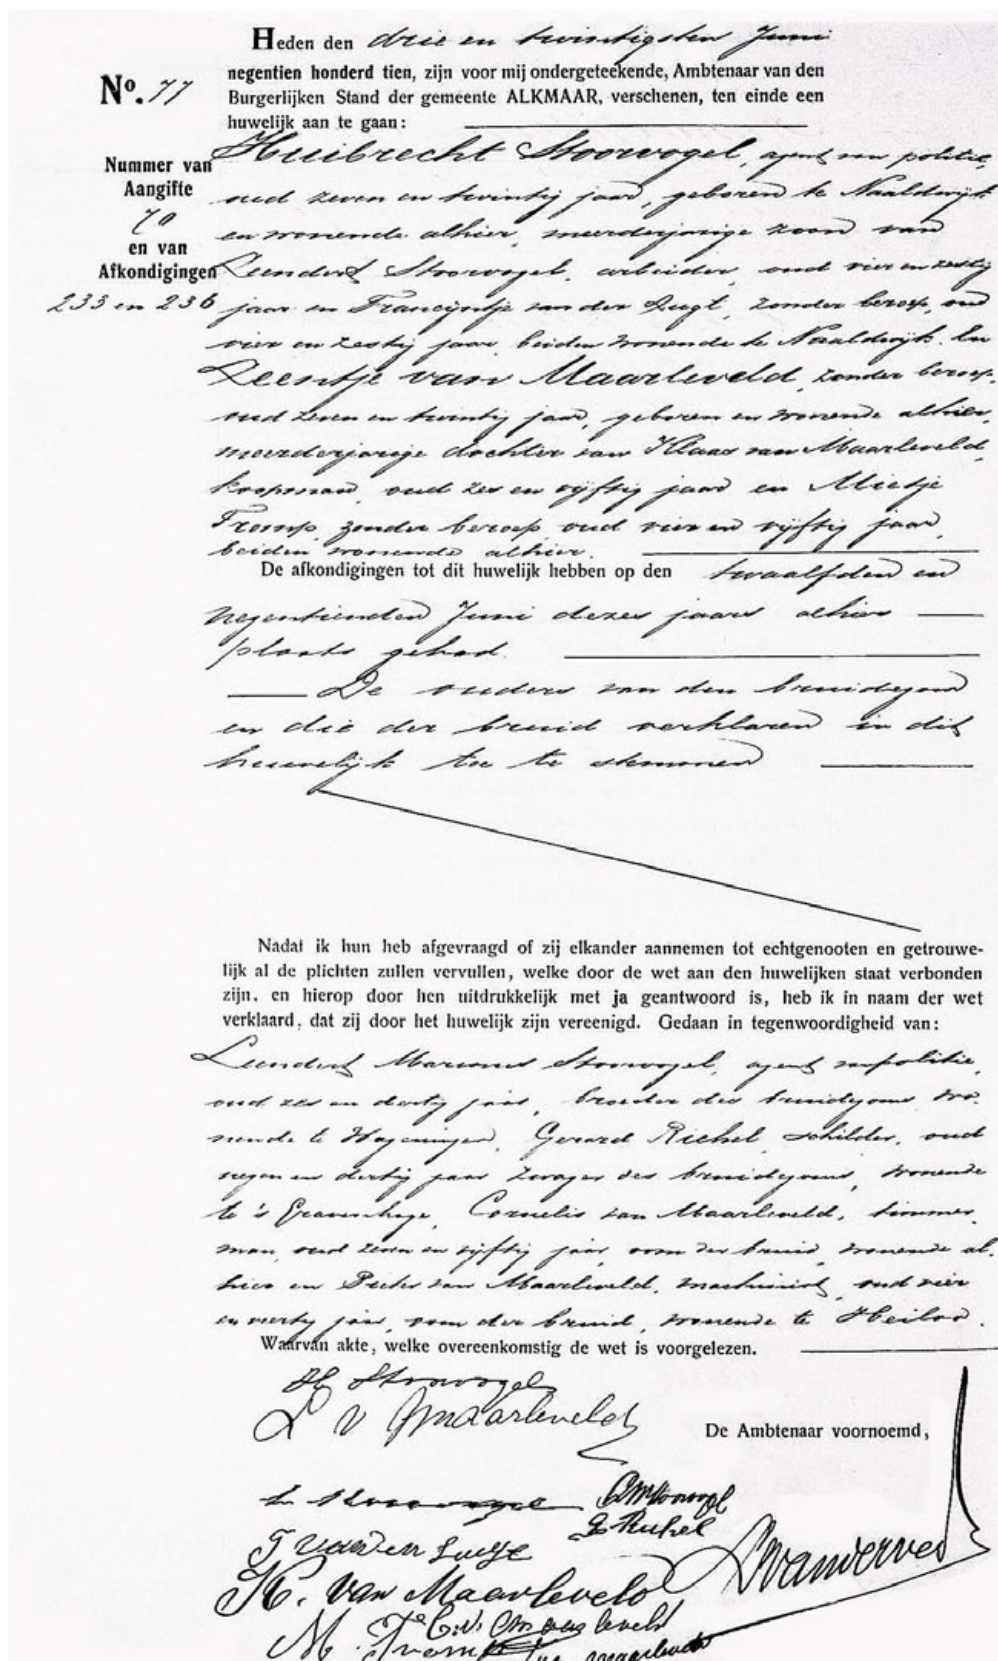 Heden den drie en twintigsten Juni
negentien honderd tien, zijn voor mij ondergeteekende, Ambtenaar van den
Burgerlijken Stand der gemeente ALKMAAR, verschenen, ten einde een
huwelijk aan te gaan:
No. 77
Nummer van
Aangifte
70
en van
Afkondigingen
233 en 236
Huibrecht Stoorvogel, agent van politie,
oud zeven en twintig jaar, geboren te Naaldwijk
en wonende alhier, meerderjarige zoon van
Leendert Stoorvogel, arbeider, oud vier en zestig
jaar en Francijntje van der Lugt, zonder beroep, oud
vier en zestig jaar, beiden wonende te Naaldwijk. En
Leentje van Maarleveld, zonder beroep,
oud zeven en twintig jaar, geboren en wonende alhier,
meerderjarige dochter van Klaas van Maarleveld,
koopman, oud zes en vijftig jaar en Mietje
Tromp, zonder beroep, oud vier en vijftig jaar,
beiden wonende alhier.
De afkondigingen tot dit huwelijk hebben op den twaalfden en
negentienden Juni dezes jaars alhier
plaats gehad.
De ouders van den bruidegom
en die der bruid verklaren in dit
huwelijk toe te stemmen
Nadat ik hun heb afgevraagd of zij elkander aannemen tot echtgenooten en getrouwe-
lijk al de plichten zullen vervullen, welke door de wet aan den huwelijken staat verbonden
zijn, en hierop door hen uitdrukkelijk met ja geantwoord is, heb ik in naam der wet
verklaard, dat zij door het huwelijk zijn vereenigd. Gedaan in tegenwoordigheid van:
Leendert Marinus Stoorvogel, agent van politie,
oud zes en dertig jaar, broeder des bruidegoms, wo-
nende te Wageningen, Gerard Richel, schilder, oud
negen en dertig jaar, zwager des bruidegoms, wonende
te 's Gravenhage, Cornelis van Maarleveld, timmer-
man, oud zeven en vijftig jaar, oom der bruid, wonende al-
hier en Pieter van Maarleveld, machinist, oud vier
en veertig jaar, oom der bruid, wonende te Heiloo.
Waarvan akte, welke overeenkomstig de wet is voorgelezen.
H Stoorvogel
L v Maarleveld
De Ambtenaar voornoemd,
K. van Maarleveld
M. Tromp